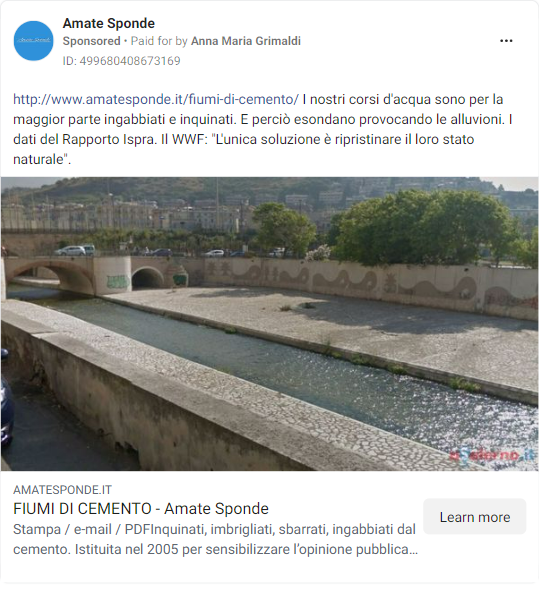 Amate Sponde
Sponsored • Paid for by Anna Maria Grimaldi
ID: 499680408673169
http://www.amatesponde.it/fiumi-di-cemento/ I nostri corsi d'acqua sono per la
maggior parte ingabbiati e inquinati. E perciò esondano provocando le alluvioni. I
dati del Rapporto Ispra. Il WWF: "L'unica soluzione è ripristinare il loro stato
naturale".
AMATESPONDE.IT
FIUMI DI CEMENTO - Amate Sponde
Stampa / e-mail / PDFInquinati, imbrigliati, sbarrati, ingabbiati dal
cemento. Istituita nel 2005 per sensibilizzare l'opinione pubblica...
Learn more